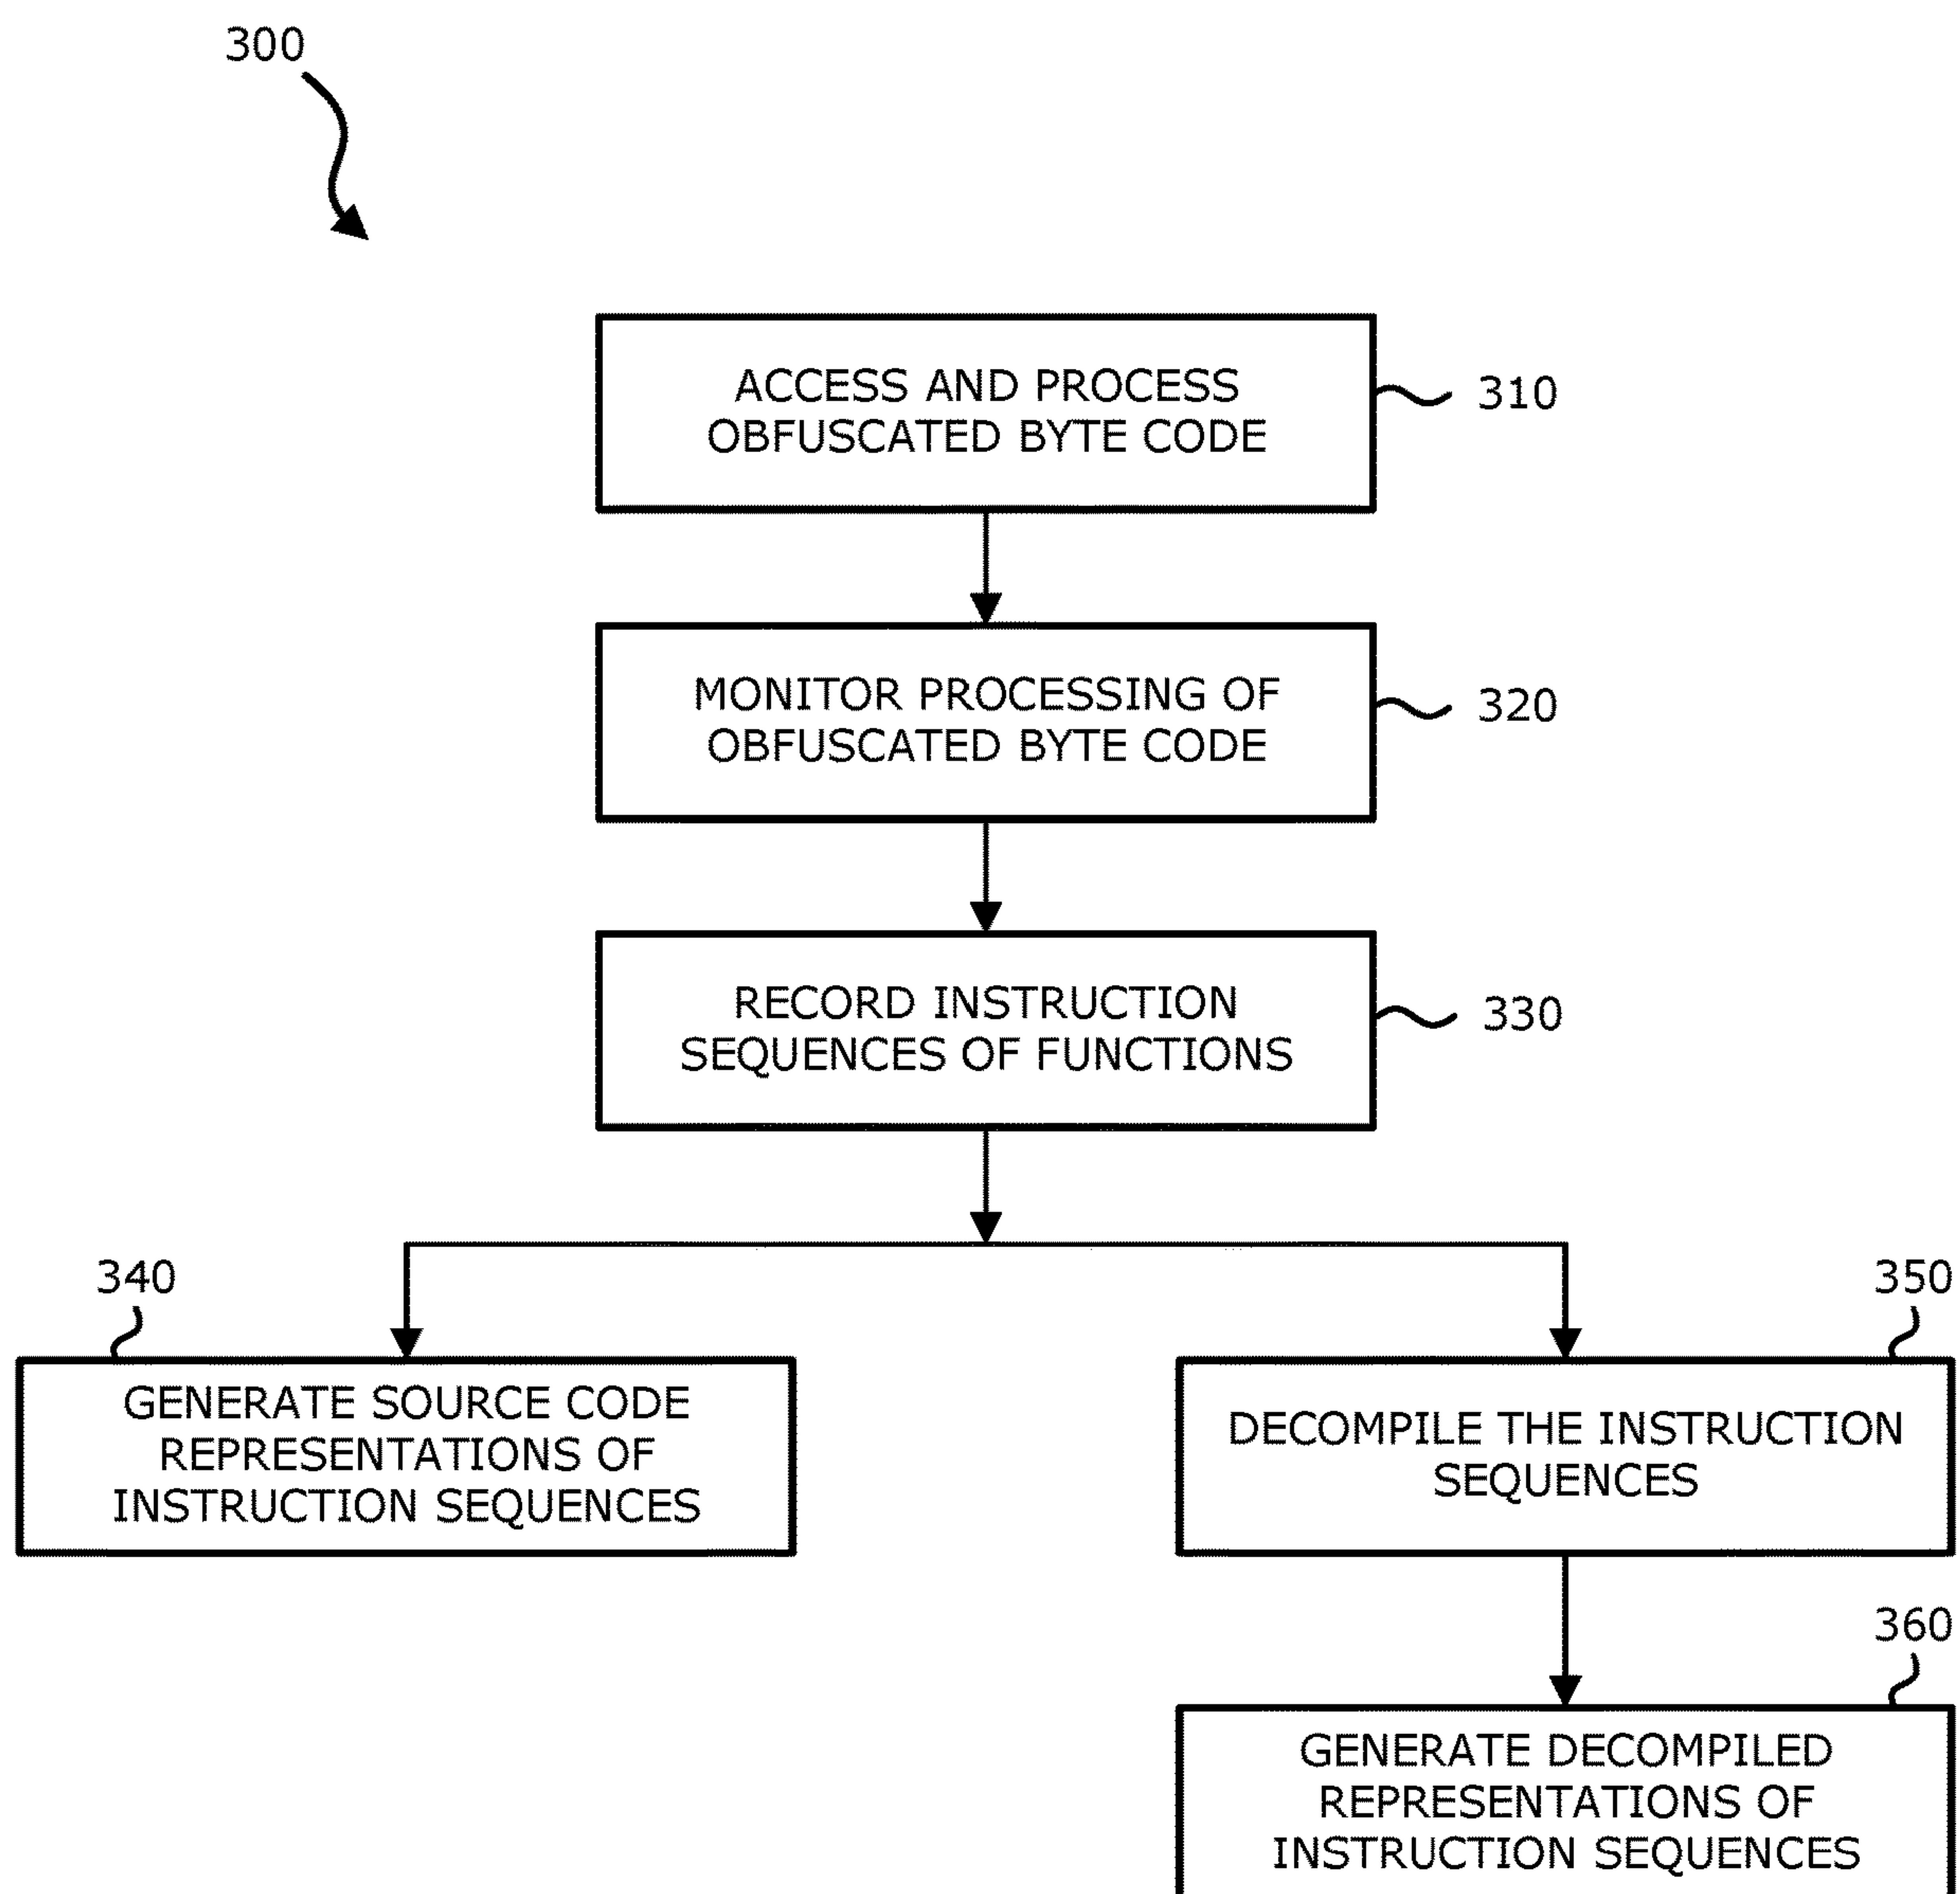 300
ACCESS AND PROCESS
OBFUSCATED BYTE CODE
310
MONITOR PROCESSING OF
OBFUSCATED BYTE CODE
320
RECORD INSTRUCTION
SEQUENCES OF FUNCTIONS
330
340
GENERATE SOURCE CODE
REPRESENTATIONS OF
INSTRUCTION SEQUENCES
350
DECOMPILE THE INSTRUCTION
SEQUENCES
360
GENERATE DECOMPILED
REPRESENTATIONS OF
INSTRUCTION SEQUENCES